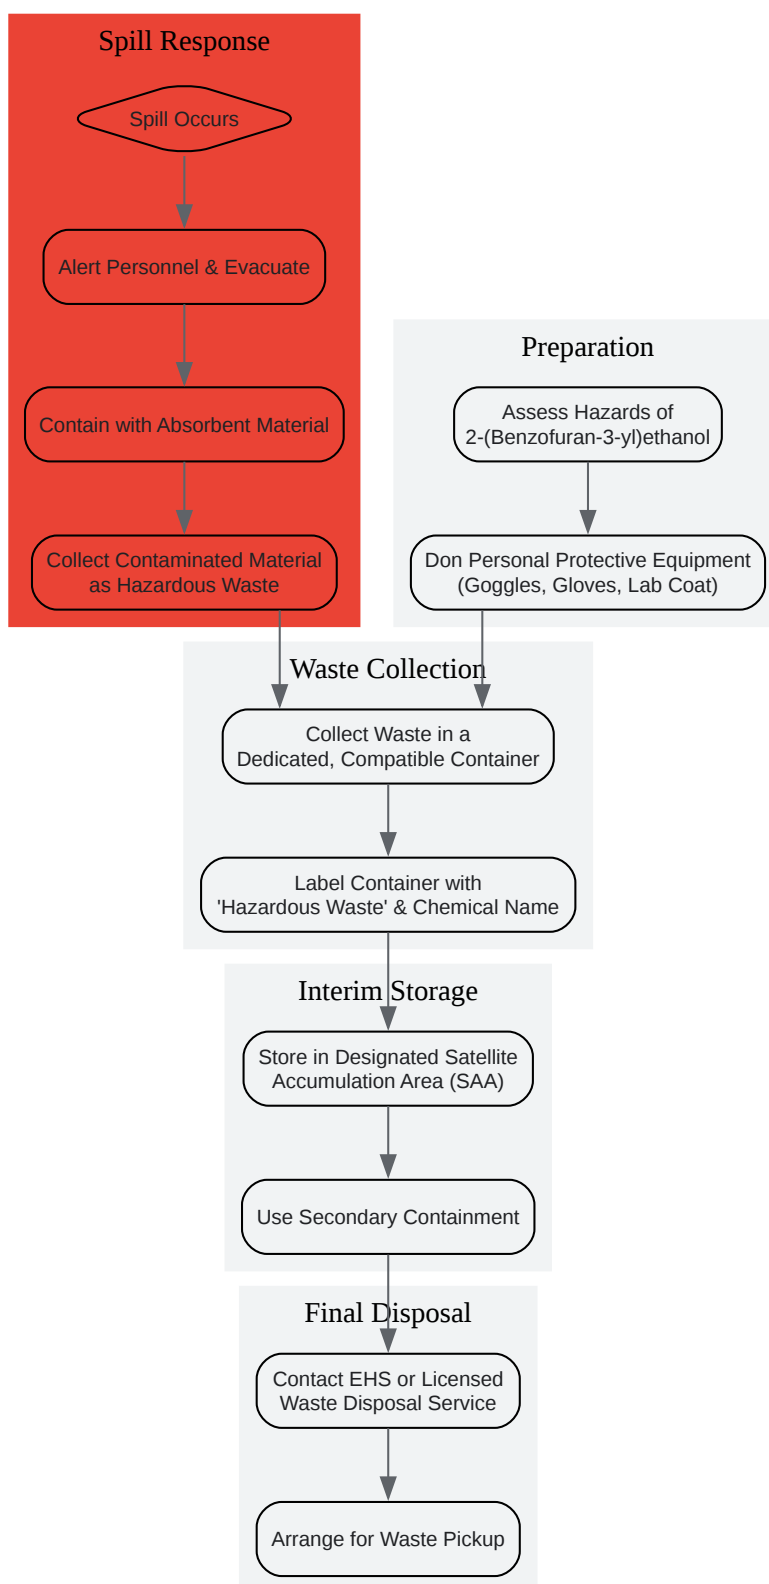 Spill Response
Spill Occurs
Alert Personnel & Evacuate
Contain with Absorbent Material
Collect Contaminated Material
as Hazardous Waste
Preparation
Assess Hazards of
2-(Benzofuran-3-yl)ethanol
Don Personal Protective Equipment
(Goggles, Gloves, Lab Coat)
Waste Collection
Collect Waste in a
Dedicated, Compatible Container
Label Container with
'Hazardous Waste' & Chemical Name
Interim Storage
Store in Designated Satellite
Accumulation Area (SAA)
Use Secondary Containment
Final Disposal
Contact EHS or Licensed
Waste Disposal Service
Arrange for Waste Pickup